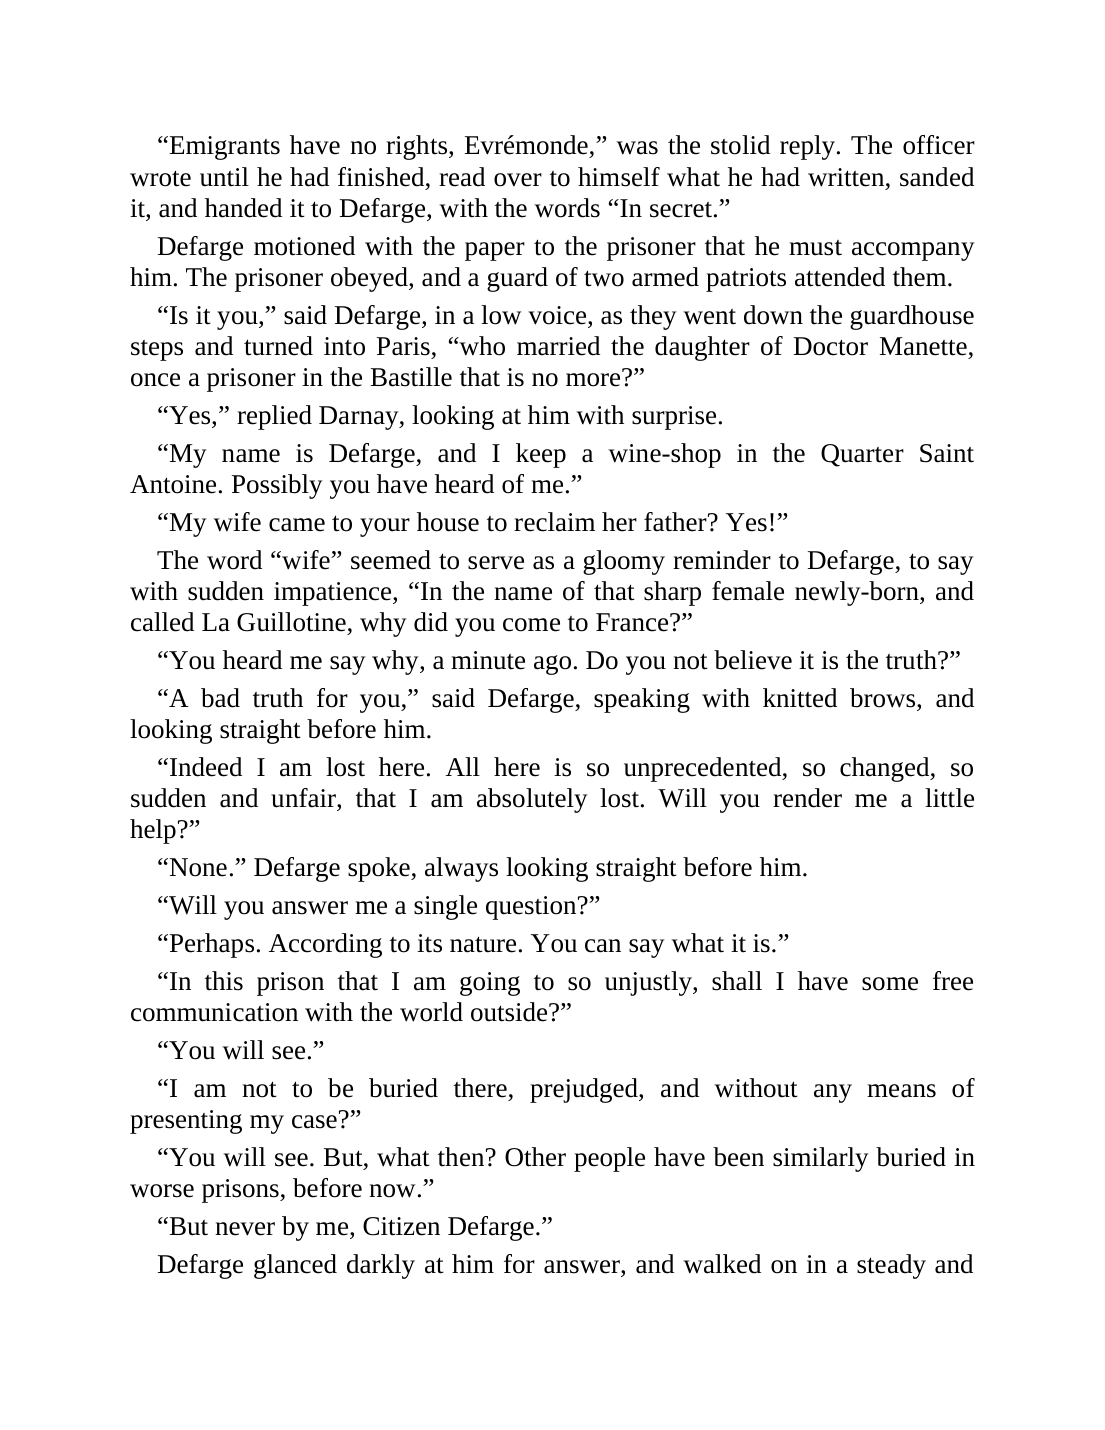 “Emigrants have no rights, Evrémonde,” was the stolid reply. The officer
wrote until he had finished, read over to himself what he had written, sanded
it, and handed it to Defarge, with the words “In secret.”
Defarge motioned with the paper to the prisoner that he must accompany
him. The prisoner obeyed, and a guard of two armed patriots attended them.
“Is it you,” said Defarge, in a low voice, as they went down the guardhouse
steps and turned into Paris, “who married the daughter of Doctor Manette,
once a prisoner in the Bastille that is no more?”
“Yes,” replied Darnay, looking at him with surprise.
“My name is Defarge, and I keep a wine-shop in the Quarter Saint
Antoine. Possibly you have heard of me.”
“My wife came to your house to reclaim her father? Yes!”
The word “wife” seemed to serve as a gloomy reminder to Defarge, to say
with sudden impatience, “In the name of that sharp female newly-born, and
called La Guillotine, why did you come to France?”
“You heard me say why, a minute ago. Do you not believe it is the truth?”
“A bad truth for you,” said Defarge, speaking with knitted brows, and
looking straight before him.
“Indeed I am lost here. All here is so unprecedented, so changed, so
sudden and unfair, that I am absolutely lost. Will you render me a little
help?”
“None.” Defarge spoke, always looking straight before him.
“Will you answer me a single question?”
“Perhaps. According to its nature. You can say what it is.”
“In this prison that I am going to so unjustly, shall I have some free
communication with the world outside?”
“You will see.”
“I am not to be buried there, prejudged, and without any means of
presenting my case?”
“You will see. But, what then? Other people have been similarly buried in
worse prisons, before now.”
“But never by me, Citizen Defarge.”
Defarge glanced darkly at him for answer, and walked on in a steady and